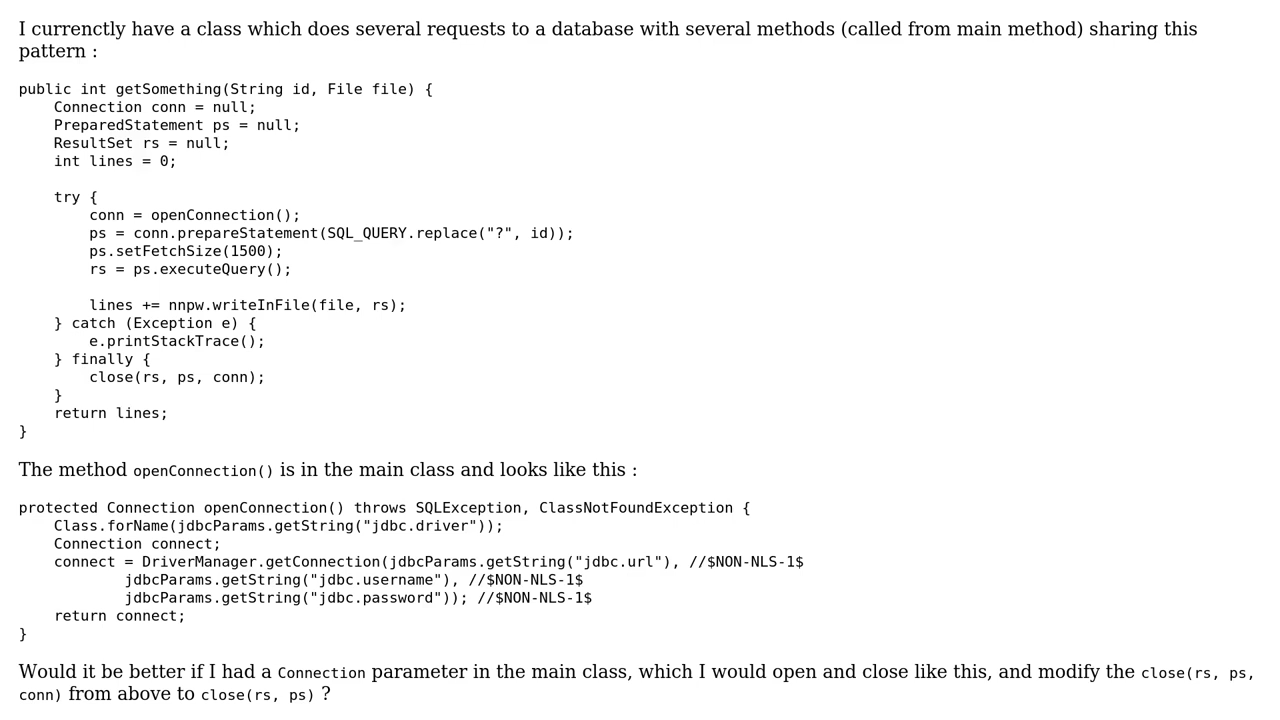 I currenctly have a class which does several requests to a database with several methods (called from main method) sharing this
pattern :
public int getSomething(String id, File file) {
    Connection conn = null;
    PreparedStatement ps = null;
    ResultSet rs = null;
    int lines = 0;

    try {
        conn = openConnection();
        ps = conn.prepareStatement(SQL_QUERY.replace("?", id));
        ps.setFetchSize(1500);
        rs = ps.executeQuery();

        lines += nnpw.writeInFile(file, rs);
    } catch (Exception e) {
        e.printStackTrace();
    } finally {
        close(rs, ps, conn);
    }
    return lines;
}
The method openConnection() is in the main class and looks like this :
protected Connection openConnection() throws SQLException, ClassNotFoundException {
    Class.forName(jdbcParams.getString("jdbc.driver"));
    Connection connect;
    connect = DriverManager.getConnection(jdbcParams.getString("jdbc.url"), //$NON-NLS-1$
            jdbcParams.getString("jdbc.username"), //$NON-NLS-1$
            jdbcParams.getString("jdbc.password")); //$NON-NLS-1$
    return connect;
}
Would it be better if I had a Connection parameter in the main class, which I would open and close like this, and modify the close(rs, ps,
conn) from above to close(rs, ps) ?